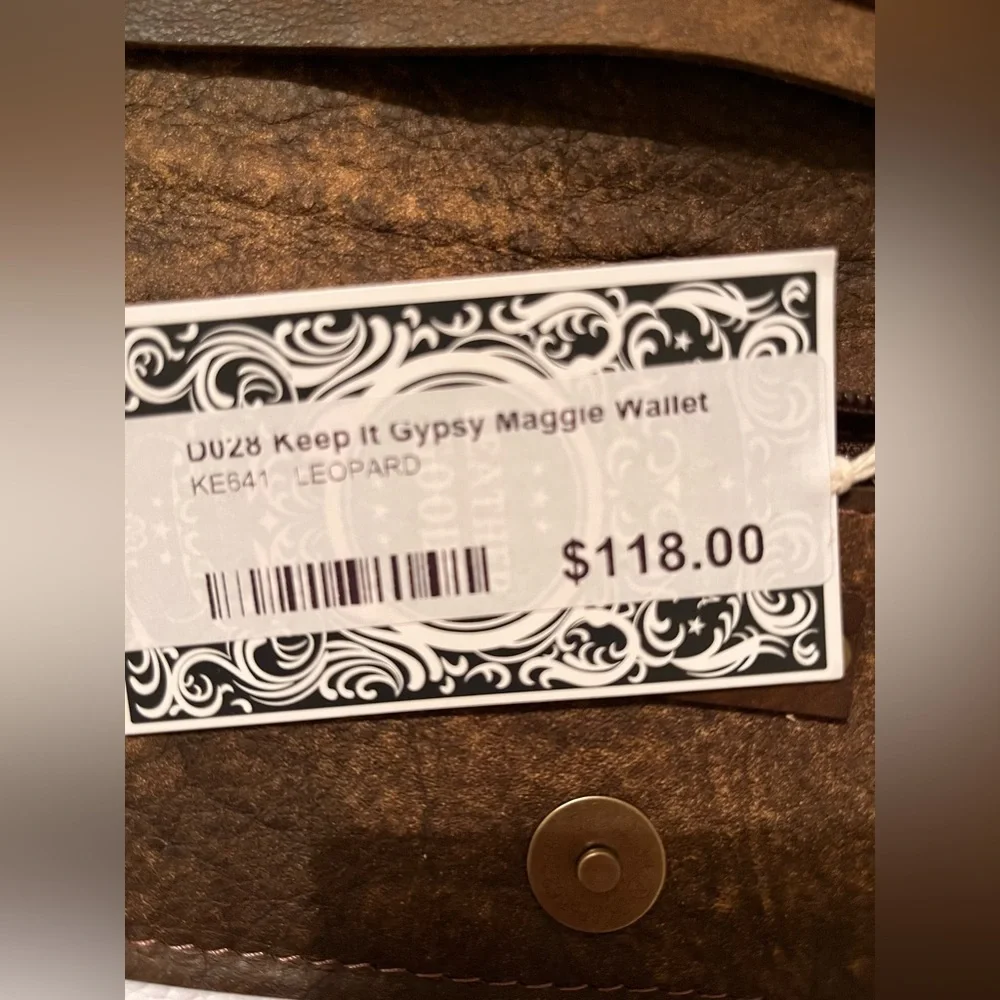 D028 Keep It Gypsy Maggie Wallet
KE641 LEOPARD
$118.00